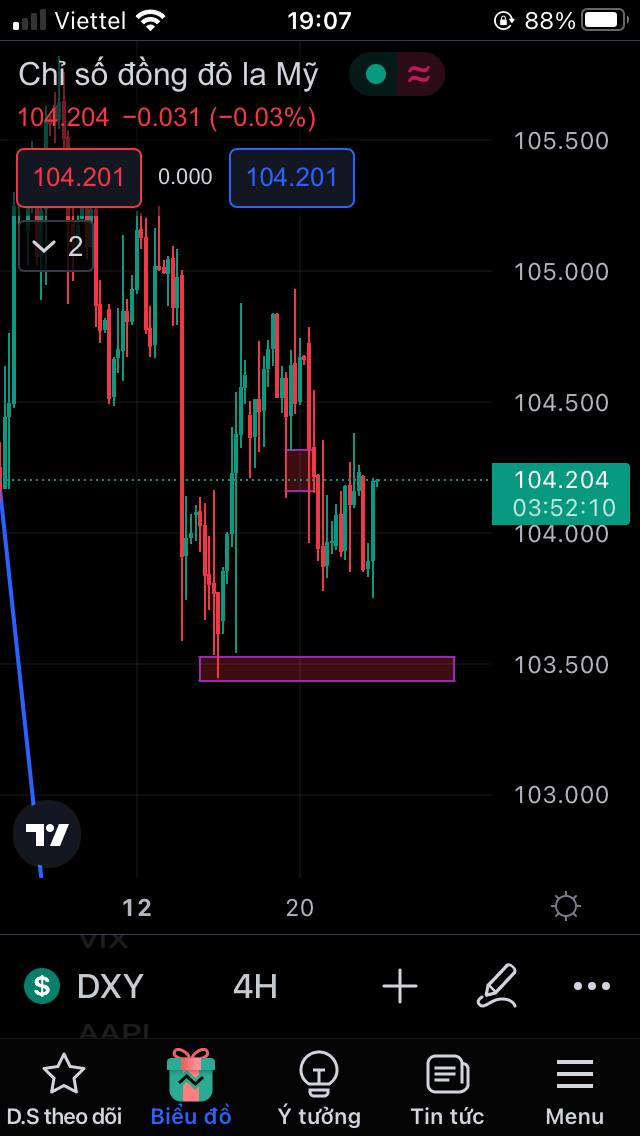 Viettel 19:07 88%
Chỉ số đồng đô la Mỹ
104.204 −0.031 (−0.03%)
105.500
104.201 0.000 104.201
2
105.000
104.500
104.204
03:52:10
104.000
103.500
103.000
12 20
VIX
$ DXY 4H
AAPL
D.S theo dõi Biểu đồ Ý tưởng Tin tức Menu